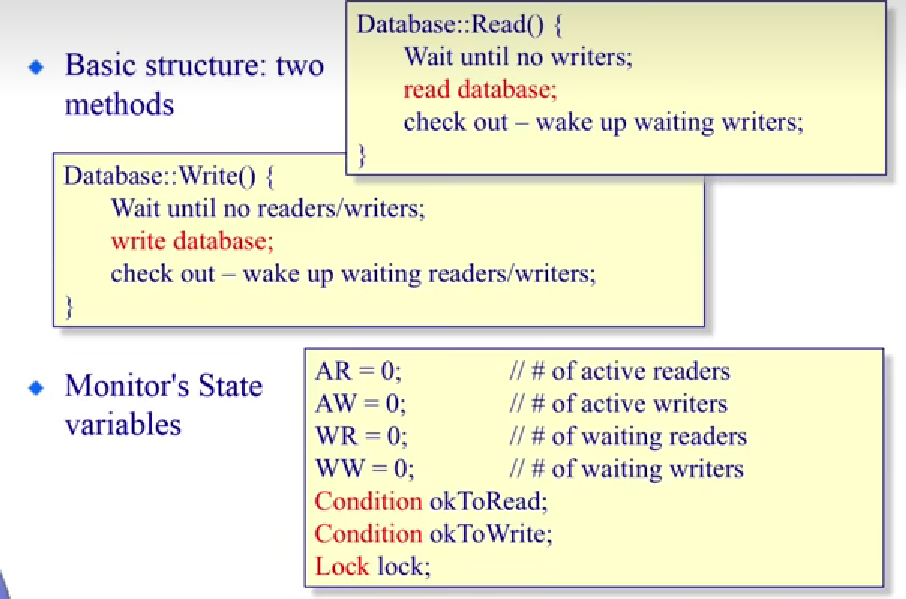 Basic structure: two
methods
Database::Read() {
Wait until no writers;
read database;
check out – wake up waiting writers;
}
Database::Write() {
Wait until no readers/writers;
write database;
check out – wake up waiting readers/writers;
}
Monitor's State
variables
AR = 0; // # of active readers
AW = 0; // # of active writers
WR = 0; // # of waiting readers
WW = 0; // # of waiting writers
Condition okToRead;
Condition okToWrite;
Lock lock;